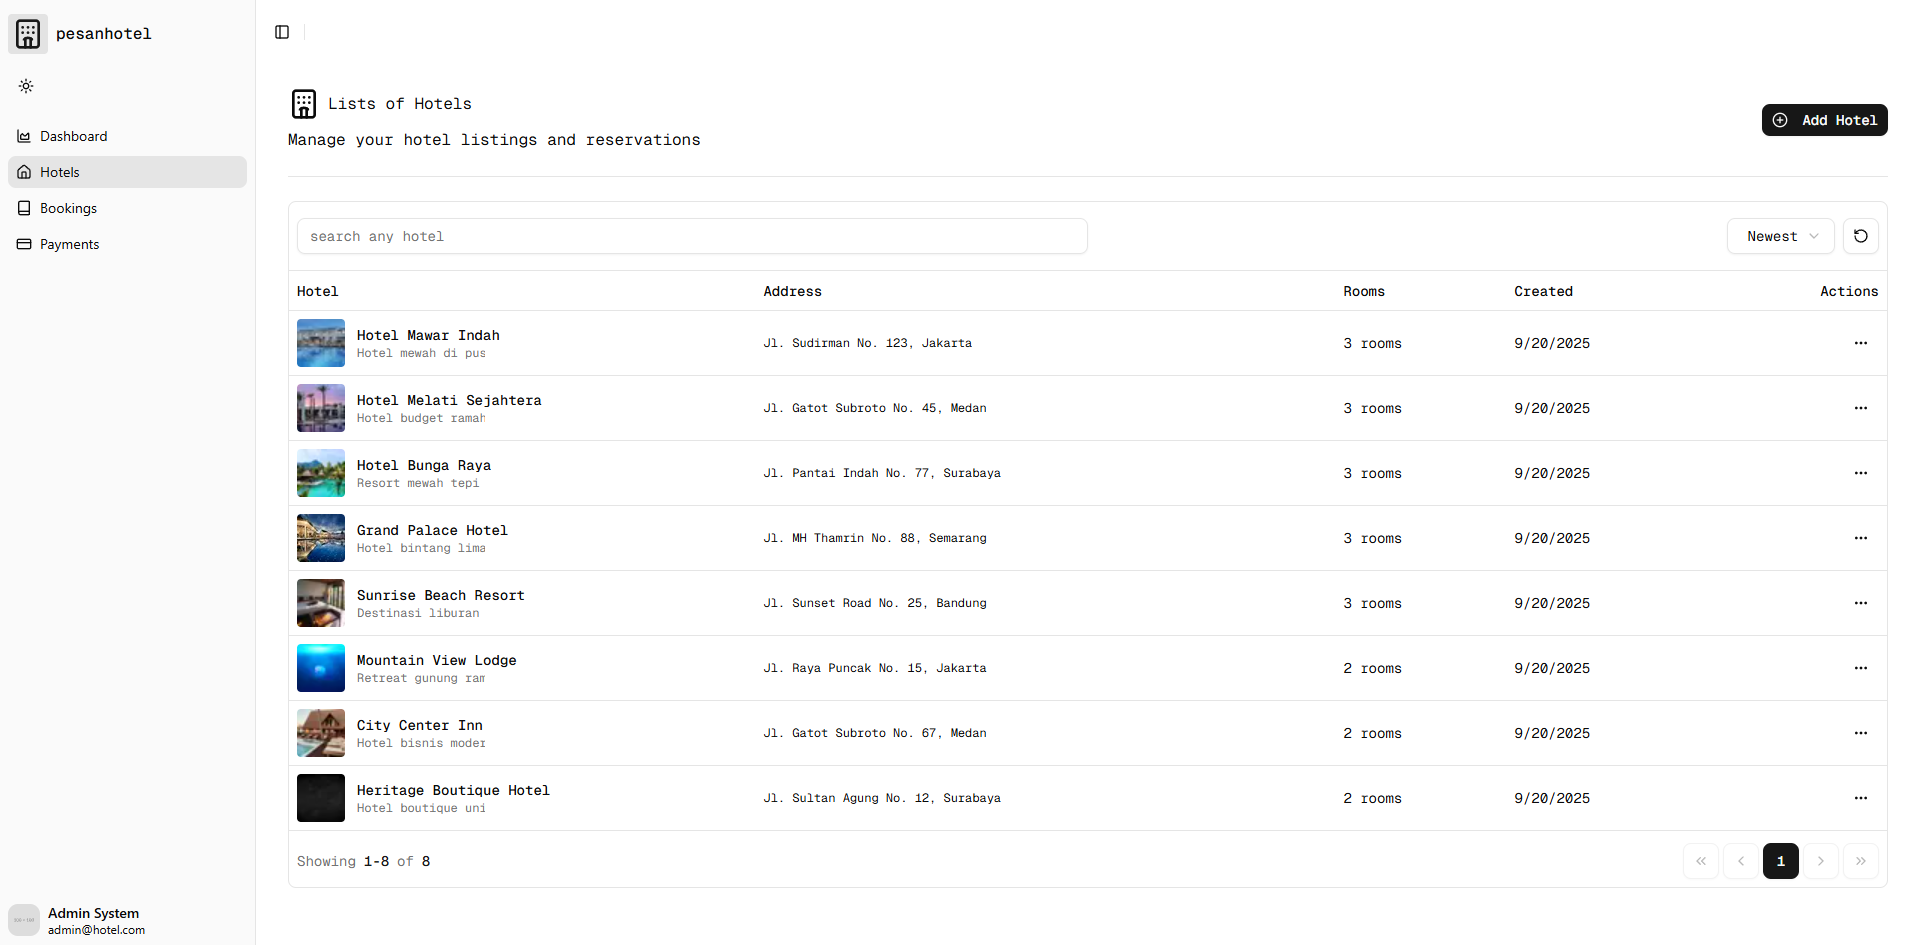 pesanhotel
Dashboard
Hotels
Bookings
Payments
Lists of Hotels
Manage your hotel listings and reservations
Add Hotel
search any hotel
Newest
Hotel Address Rooms Created Actions
Hotel Mawar Indah
Hotel mewah di pus
Jl. Sudirman No. 123, Jakarta 3 rooms 9/20/2025
Hotel Melati Sejahtera
Hotel budget ramah
Jl. Gatot Subroto No. 45, Medan 3 rooms 9/20/2025
Hotel Bunga Raya
Resort mewah tepi
Jl. Pantai Indah No. 77, Surabaya 3 rooms 9/20/2025
Grand Palace Hotel
Hotel bintang lima
Jl. MH Thamrin No. 88, Semarang 3 rooms 9/20/2025
Sunrise Beach Resort
Destinasi liburan
Jl. Sunset Road No. 25, Bandung 3 rooms 9/20/2025
Mountain View Lodge
Retreat gunung ram
Jl. Raya Puncak No. 15, Jakarta 2 rooms 9/20/2025
City Center Inn
Hotel bisnis moder
Jl. Gatot Subroto No. 67, Medan 2 rooms 9/20/2025
Heritage Boutique Hotel
Hotel boutique uni
Jl. Sultan Agung No. 12, Surabaya 2 rooms 9/20/2025
Showing 1-8 of 8
1
Admin System
admin@hotel.com